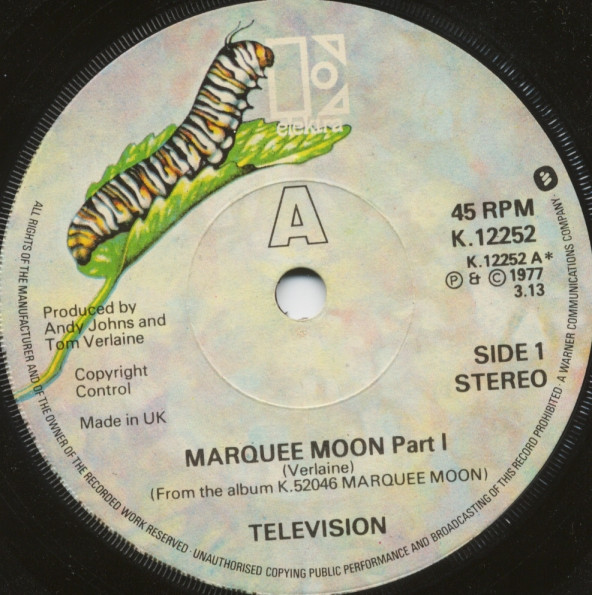 elektra
A
45 RPM
K.12252
K.12252 A*
Ⓟ & © 1977
3.13
Produced by
Andy Johns and
Tom Verlaine
Copyright
Control
Made in UK
SIDE 1
STEREO
MARQUEE MOON Part I
(Verlaine)
(From the album K.52046 MARQUEE MOON)
TELEVISION
ALL RIGHTS OF THE MANUFACTURER AND OF THE OWNER OF THE RECORDED WORK RESERVED · UNAUTHORISED COPYING PUBLIC PERFORMANCE AND BROADCASTING OF THIS RECORD PROHIBITED · A WARNER COMMUNICATIONS COMPANY ·